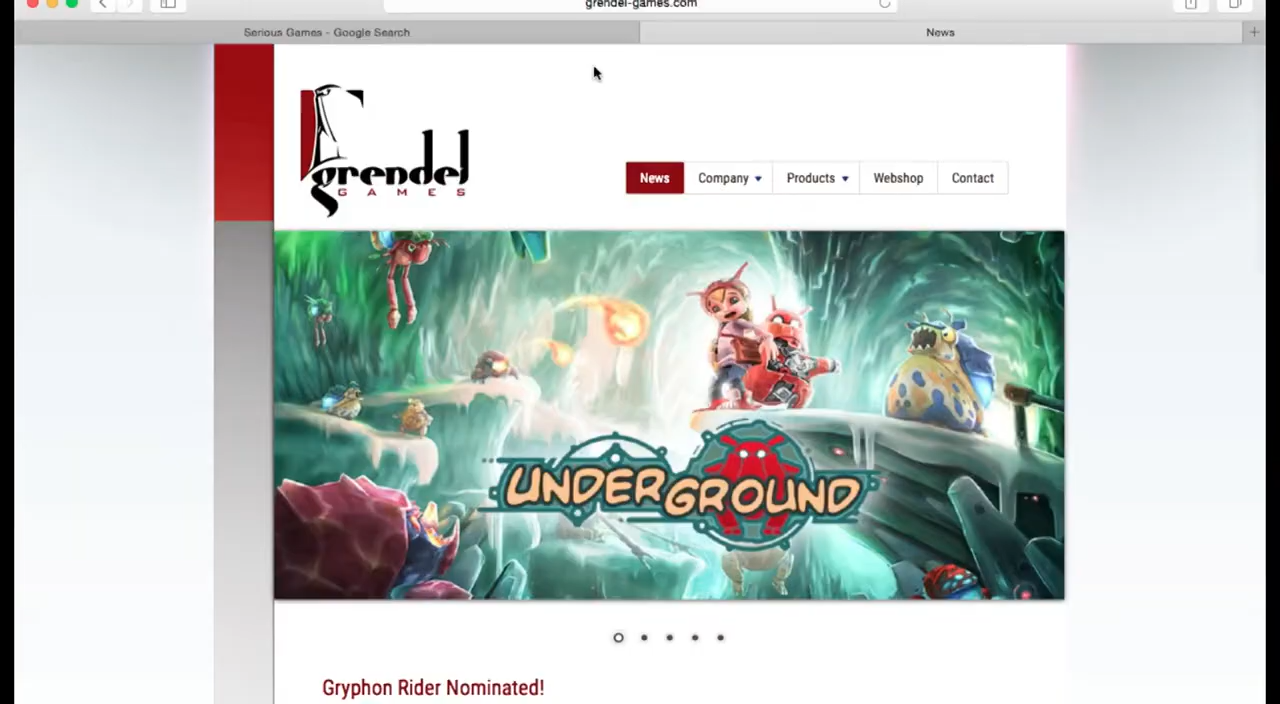 grendel-games.com
Serious Games - Google Search
News
grendel
GAMES
News
Company
Products
Webshop
Contact
UNDERGROUND
Gryphon Rider Nominated!